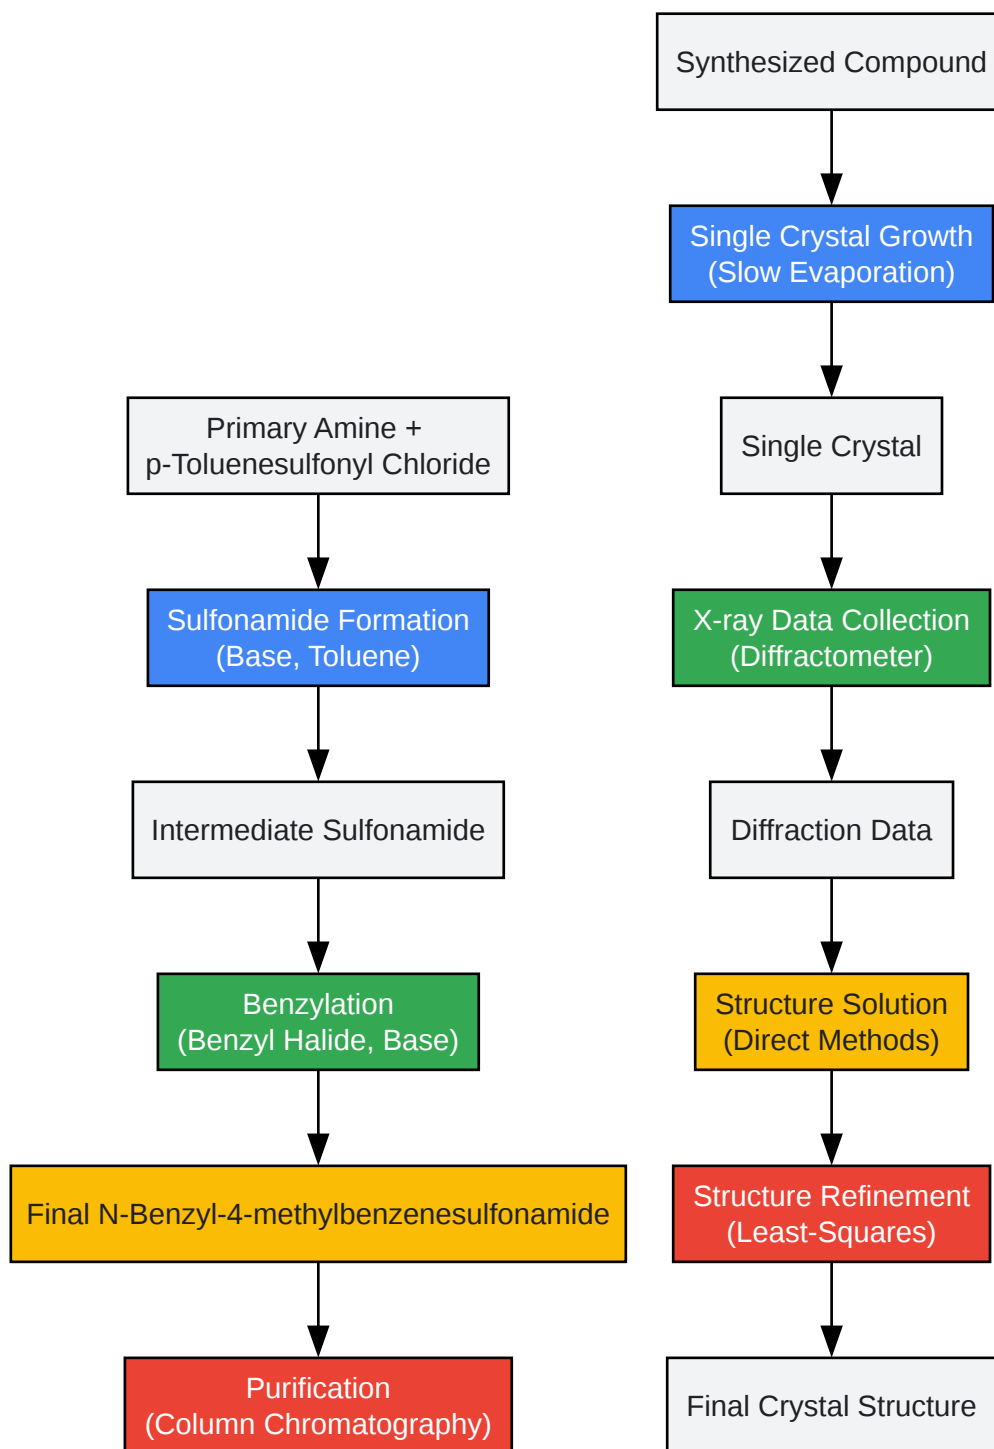 Primary Amine +
p-Toluenesulfonyl Chloride
Sulfonamide Formation
(Base, Toluene)
Intermediate Sulfonamide
Benzylation
(Benzyl Halide, Base)
Final N-Benzyl-4-methylbenzenesulfonamide
Purification
(Column Chromatography)
Synthesized Compound
Single Crystal Growth
(Slow Evaporation)
Single Crystal
X-ray Data Collection
(Diffractometer)
Diffraction Data
Structure Solution
(Direct Methods)
Structure Refinement
(Least-Squares)
Final Crystal Structure